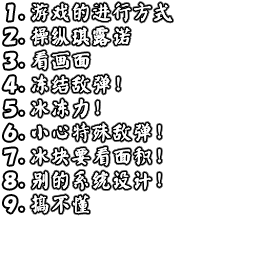 1. 游戏的进行方式
2. 操纵琪露诺
3. 看画面
4. 冻结敌弹！
5. 冰冻力！
6. 小心特殊敌弹！
7. 冰块要看面积！
8. 别的系统设计！
9. 搞不懂